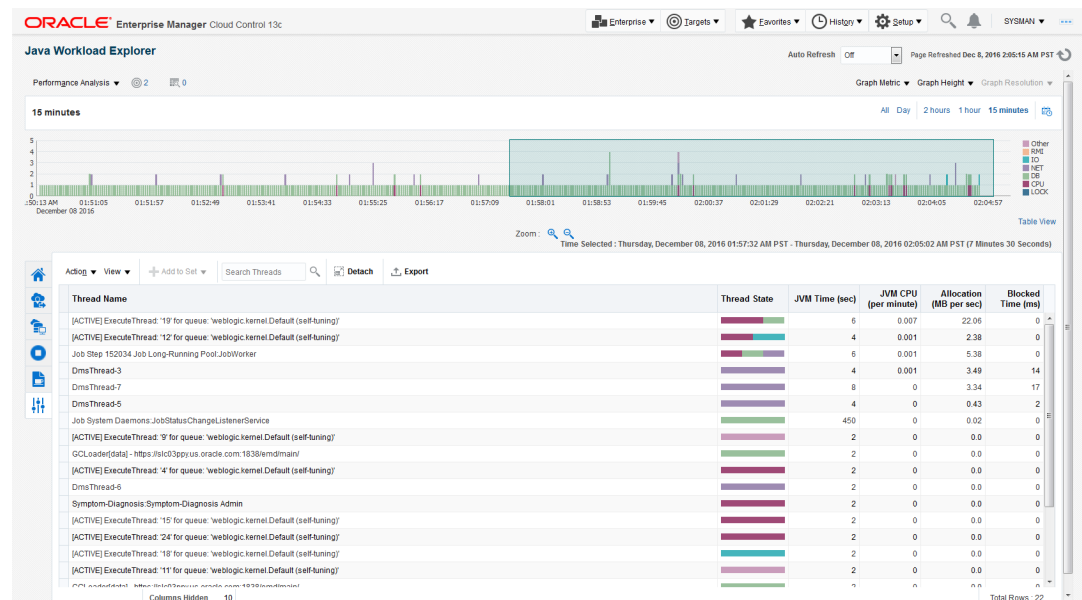 ORACLE Enterprise Manager Cloud Control 13c
Enterprise Targets Favorites History Setup SYSMAN
Java Workload Explorer
Auto Refresh Off Page Refreshed Dec 8, 2016 2:05:15 AM PST
Performance Analysis 2 0
Graph Metric Graph Height Graph Resolution
15 minutes
All Day 2 hours 1 hour 15 minutes
5
4
3
2
1
0
:50:13 AM 01:51:05 01:51:57 01:52:49 01:53:41 01:54:33 01:55:25 01:56:17 01:57:09 01:58:01 01:58:53 01:59:45 02:00:37 02:01:29 02:02:21 02:03:13 02:04:05 02:04:57
December 08 2016
Other
RMI
IO
NET
DB
CPU
LOCK
Table View
Zoom :
Time Selected : Thursday, December 08, 2016 01:57:32 AM PST - Thursday, December 08, 2016 02:05:02 AM PST (7 Minutes 30 Seconds)
Action View Add to Set Search Threads Detach Export
Thread Name Thread State JVM Time (sec) JVM CPU (per minute) Allocation (MB per sec) Blocked Time (ms)
[ACTIVE] ExecuteThread: '19' for queue: 'weblogic.kernel.Default (self-tuning)' 6 0.007 22.06 0
[ACTIVE] ExecuteThread: '12' for queue: 'weblogic.kernel.Default (self-tuning)' 4 0.001 2.38 0
Job Step 152034 Job Long-Running Pool:JobWorker 6 0.001 5.38 0
DmsThread-3 4 0.001 3.49 14
DmsThread-7 8 0 3.34 17
DmsThread-5 4 0 0.43 2
Job System Daemons:JobStatusChangeListenerService 450 0 0.02 0
[ACTIVE] ExecuteThread: '9' for queue: 'weblogic.kernel.Default (self-tuning)' 2 0 0.0 0
GCLoader[data] - https://slc03ppy.us.oracle.com:1838/emd/main/ 2 0 0.0 0
[ACTIVE] ExecuteThread: '4' for queue: 'weblogic.kernel.Default (self-tuning)' 2 0 0.0 0
DmsThread-6 2 0 0.0 0
Symptom-Diagnosis:Symptom-Diagnosis Admin 2 0 0.0 0
[ACTIVE] ExecuteThread: '15' for queue: 'weblogic.kernel.Default (self-tuning)' 2 0 0.0 0
[ACTIVE] ExecuteThread: '24' for queue: 'weblogic.kernel.Default (self-tuning)' 2 0 0.0 0
[ACTIVE] ExecuteThread: '18' for queue: 'weblogic.kernel.Default (self-tuning)' 2 0 0.0 0
[ACTIVE] ExecuteThread: '11' for queue: 'weblogic.kernel.Default (self-tuning)' 2 0 0.0 0
GCLoader[data] - https://slc03ppy.us.oracle.com:1838/emd/main/ 2 0 0.0 0
Columns Hidden 10 Total Rows : 22